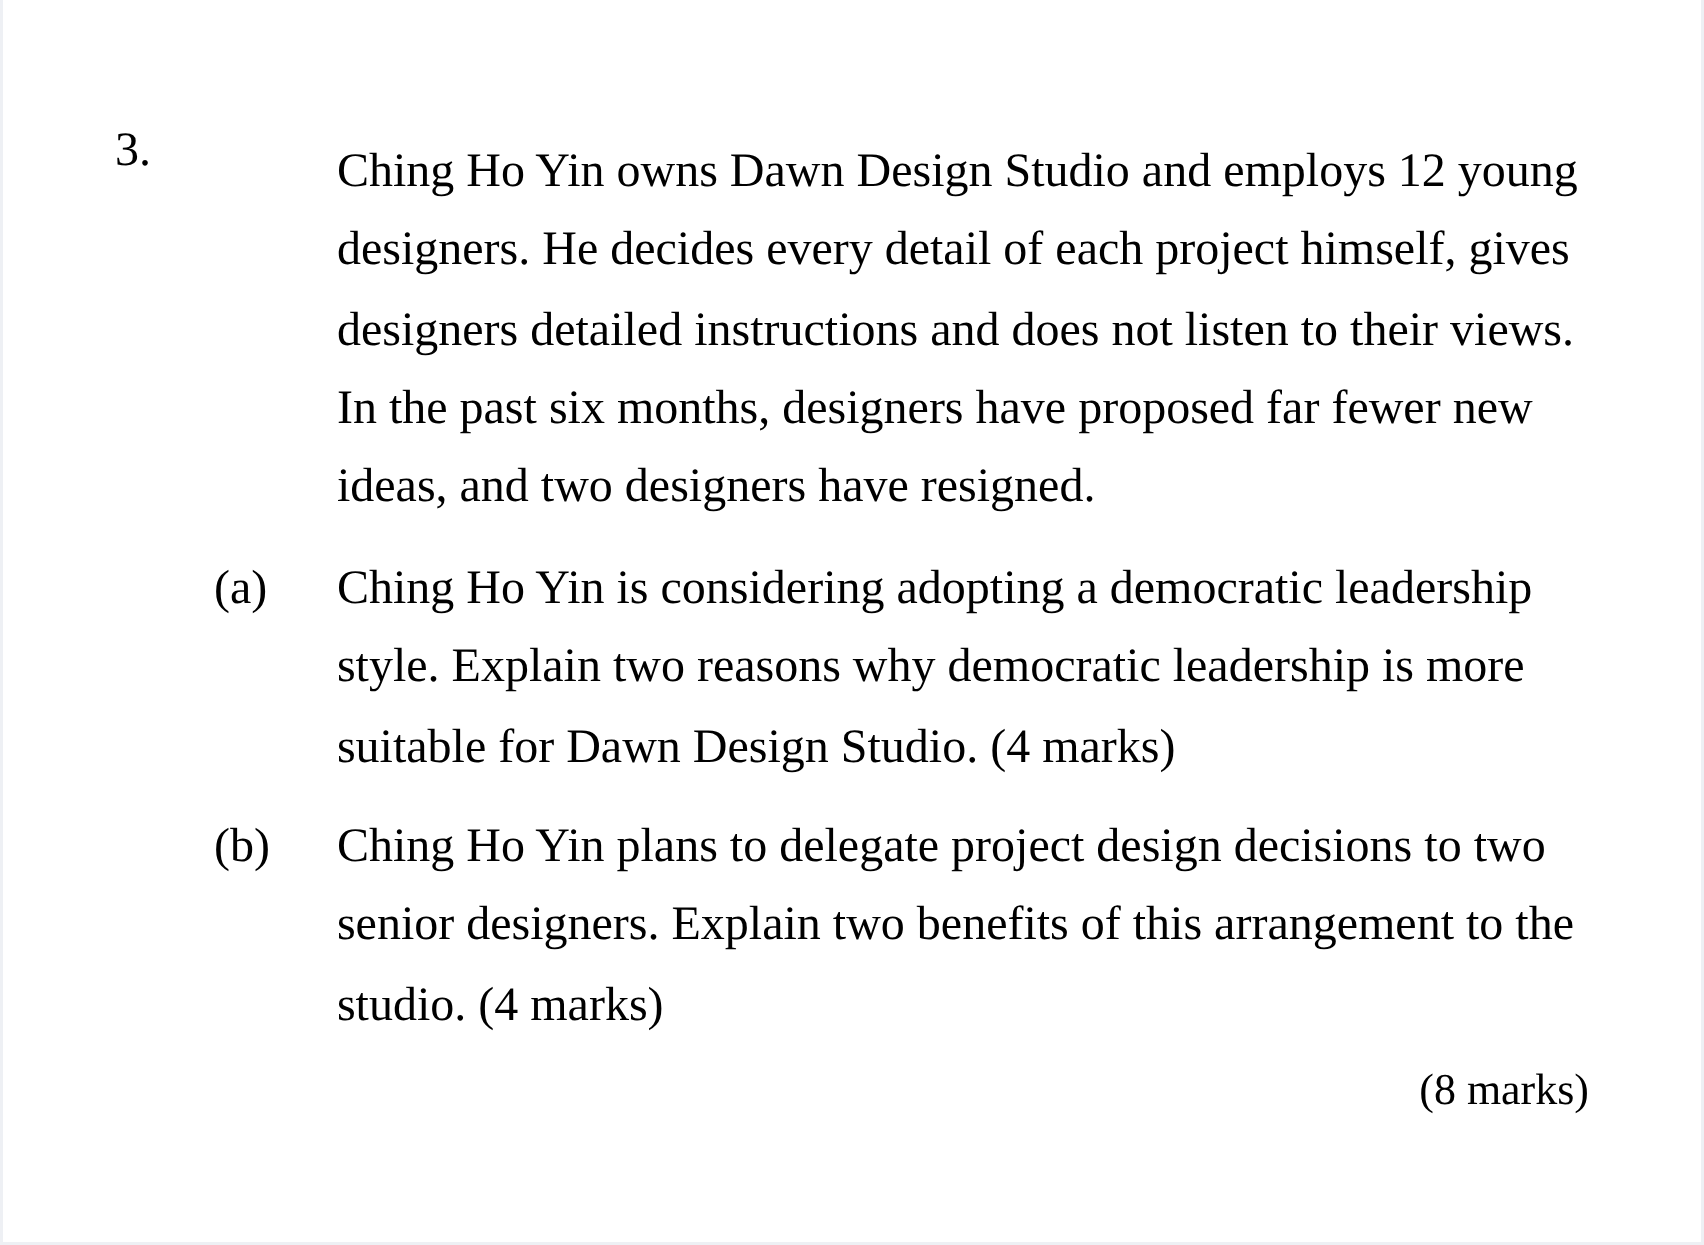 3.
Ching Ho Yin owns Dawn Design Studio and employs 12 young
designers. He decides every detail of each project himself, gives
designers detailed instructions and does not listen to their views.
In the past six months, designers have proposed far fewer new
ideas, and two designers have resigned.
(a) Ching Ho Yin is considering adopting a democratic leadership
style. Explain two reasons why democratic leadership is more
suitable for Dawn Design Studio. (4 marks)
(b) Ching Ho Yin plans to delegate project design decisions to two
senior designers. Explain two benefits of this arrangement to the
studio. (4 marks)
(8 marks)